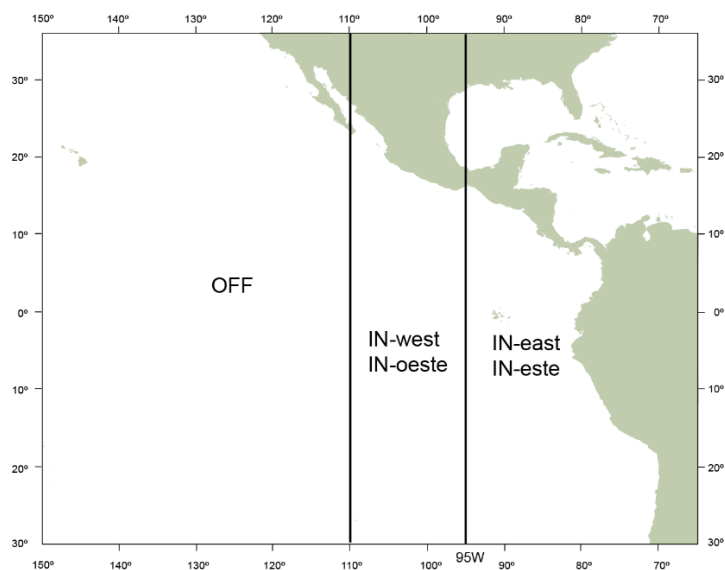 150º 140º 130º 120º 110º 100º 90º 80º 70º
30º 30º
20º 20º
10º 10º
OFF
0º 0º
IN-west IN-east
IN-oeste IN-este
10º 10º
20º 20º
30º 30º
95W
150º 140º 130º 120º 110º 100º 90º 80º 70º